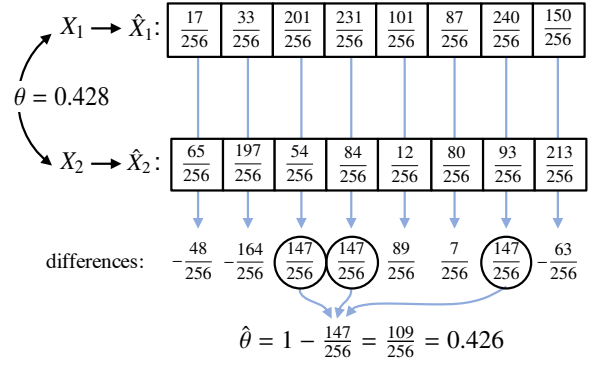 X₁ → X̂₁: 17/256 33/256 201/256 231/256 101/256 87/256 240/256 150/256
θ = 0.428
X₂ → X̂₂: 65/256 197/256 54/256 84/256 12/256 80/256 93/256 213/256
differences: -48/256 -164/256 147/256 147/256 89/256 7/256 147/256 -63/256
θ̂ = 1 − 147/256 = 109/256 = 0.426